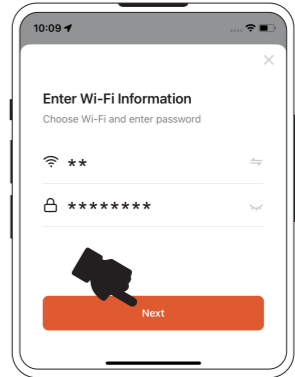 10:09
Enter Wi-Fi Information
Choose Wi-Fi and enter password
**
********
Next